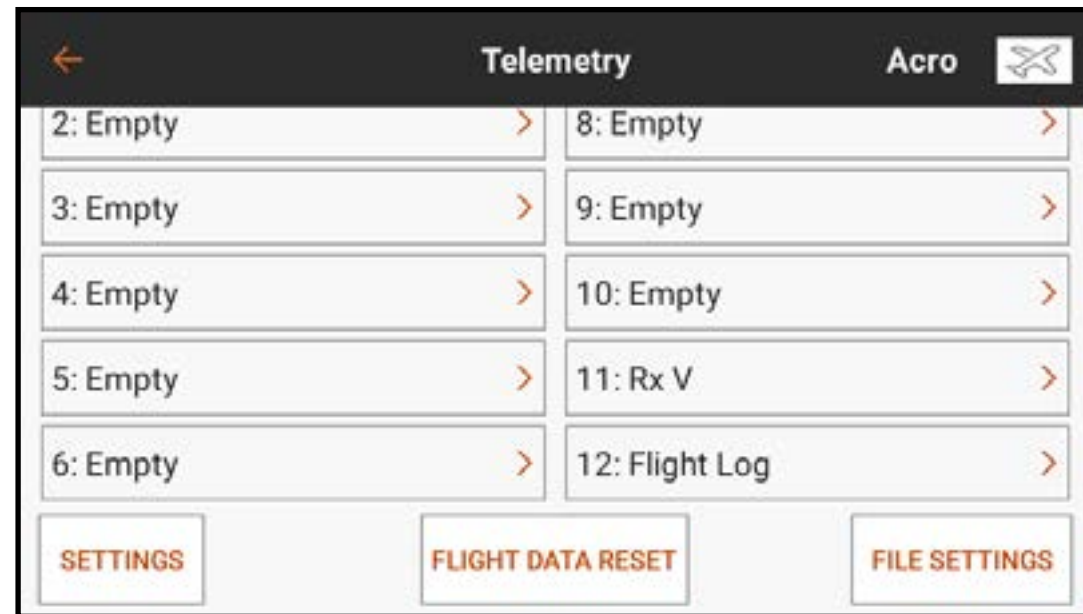 Telemetry Acro
2: Empty
8: Empty
3: Empty
9: Empty
4: Empty
10: Empty
5: Empty
11: Rx V
6: Empty
12: Flight Log
SETTINGS
FLIGHT DATA RESET
FILE SETTINGS